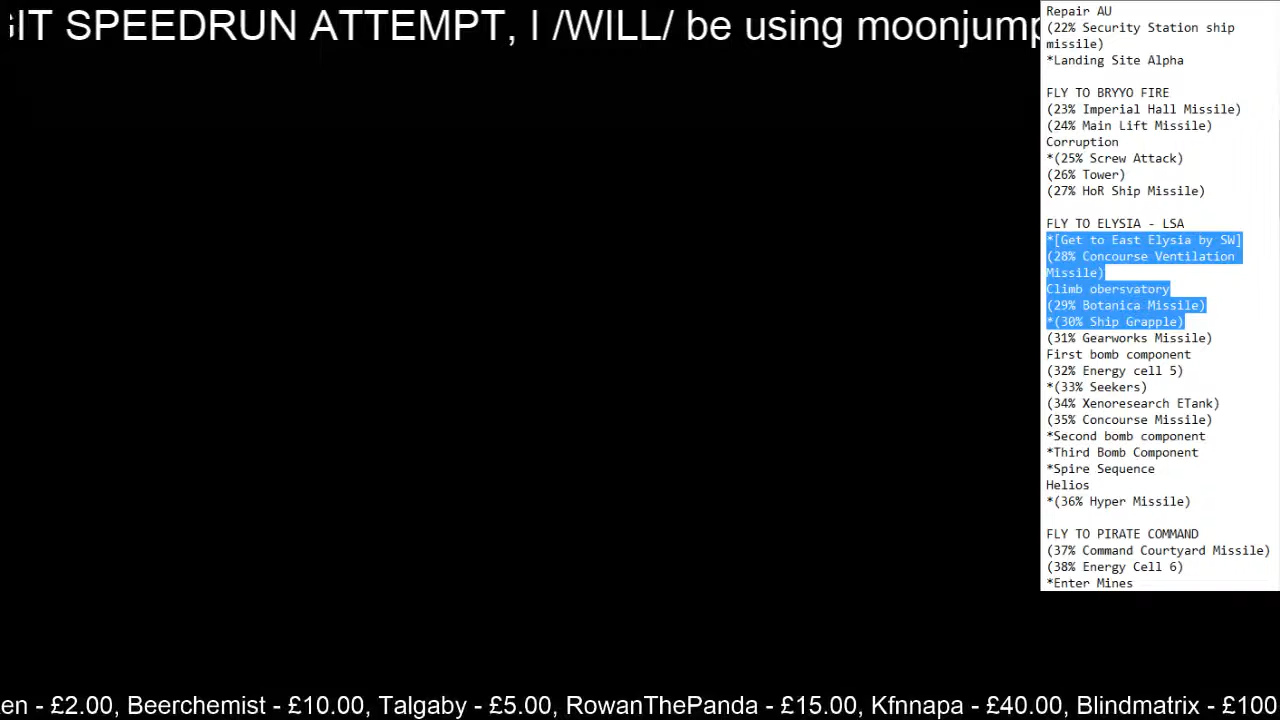 GIT SPEEDRUN ATTEMPT, I /WILL/ be using moonjump
Repair AU
(22% Security Station ship
missile)
*Landing Site Alpha
FLY TO BRYYO FIRE
(23% Imperial Hall Missile)
(24% Main Lift Missile)
Corruption
*(25% Screw Attack)
(26% Tower)
(27% HoR Ship Missile)
FLY TO ELYSIA - LSA
*[Get to East Elysia by SW]
(28% Concourse Ventilation
Missile)
Climb obersvatory
(29% Botanica Missile)
*(30% Ship Grapple)
(31% Gearworks Missile)
First bomb component
(32% Energy cell 5)
*(33% Seekers)
(34% Xenoresearch ETank)
(35% Concourse Missile)
*Second bomb component
*Third Bomb Component
*Spire Sequence
Helios
*(36% Hyper Missile)
FLY TO PIRATE COMMAND
(37% Command Courtyard Missile)
(38% Energy Cell 6)
*Enter Mines
en - £2.00, Beerchemist - £10.00, Talgaby - £5.00, RowanThePanda - £15.00, Kfnnapa - £40.00, Blindmatrix - £100